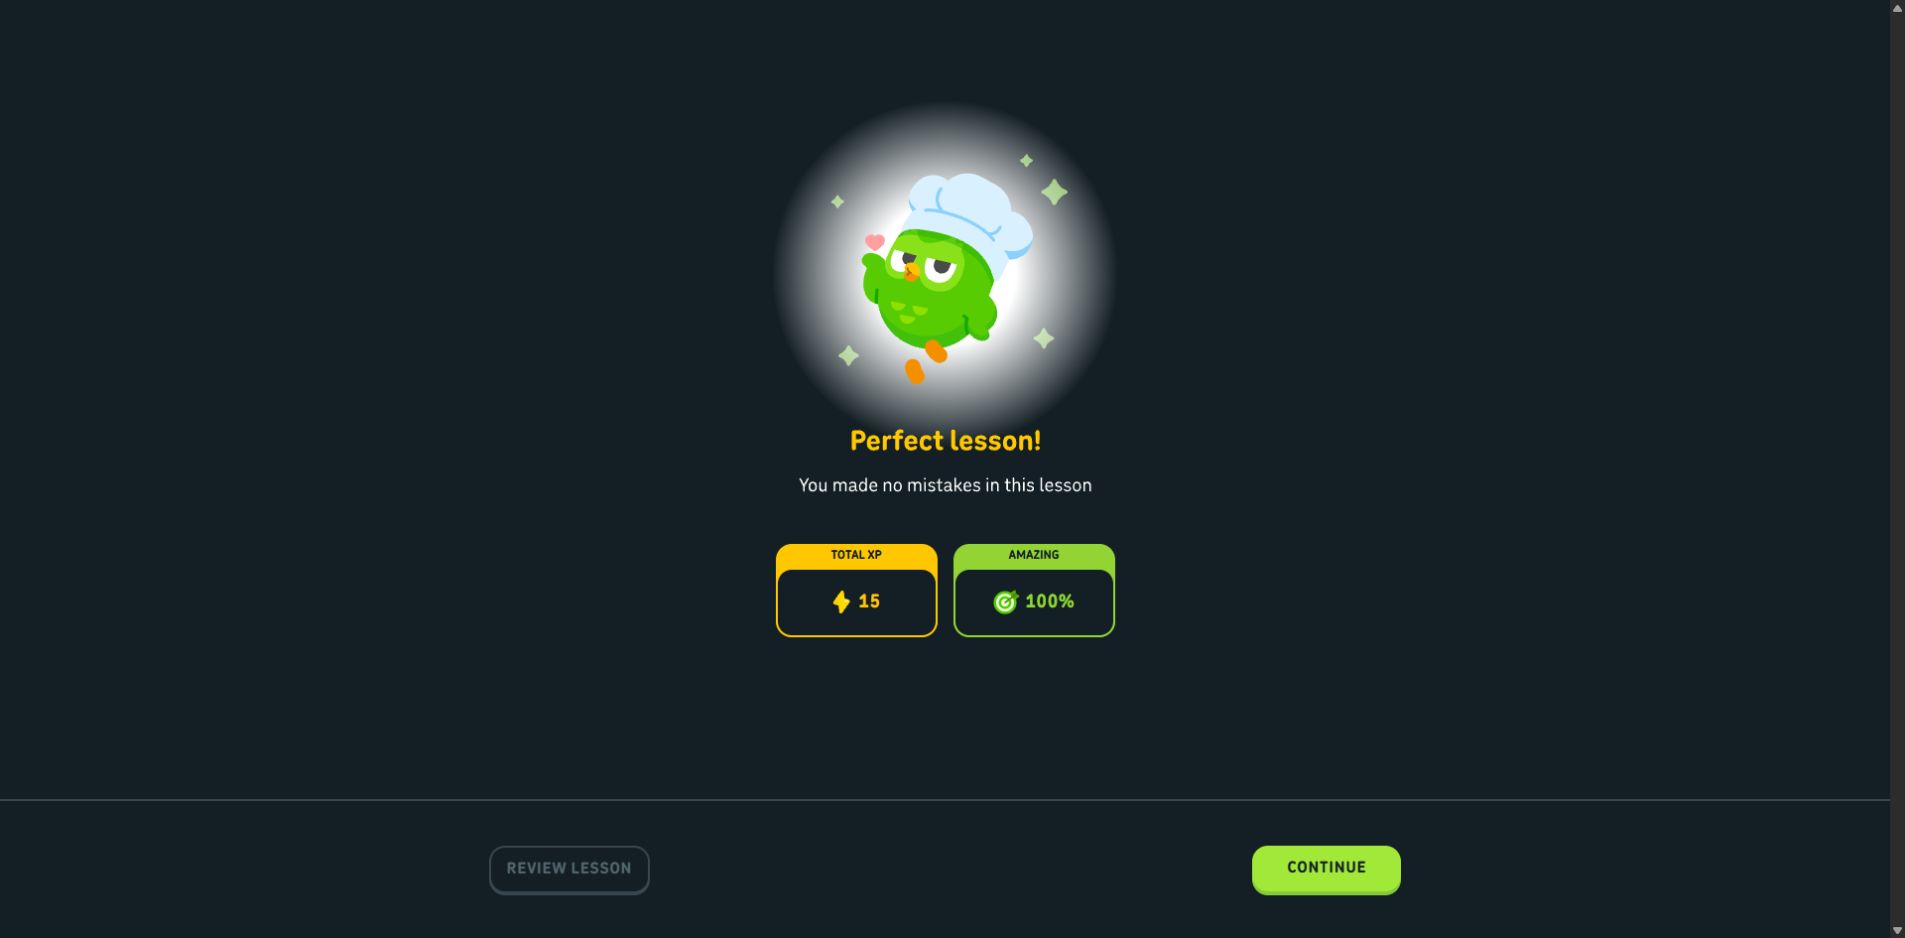 Perfect lesson!
You made no mistakes in this lesson
TOTAL XP
15
AMAZING
100%
REVIEW LESSON
CONTINUE